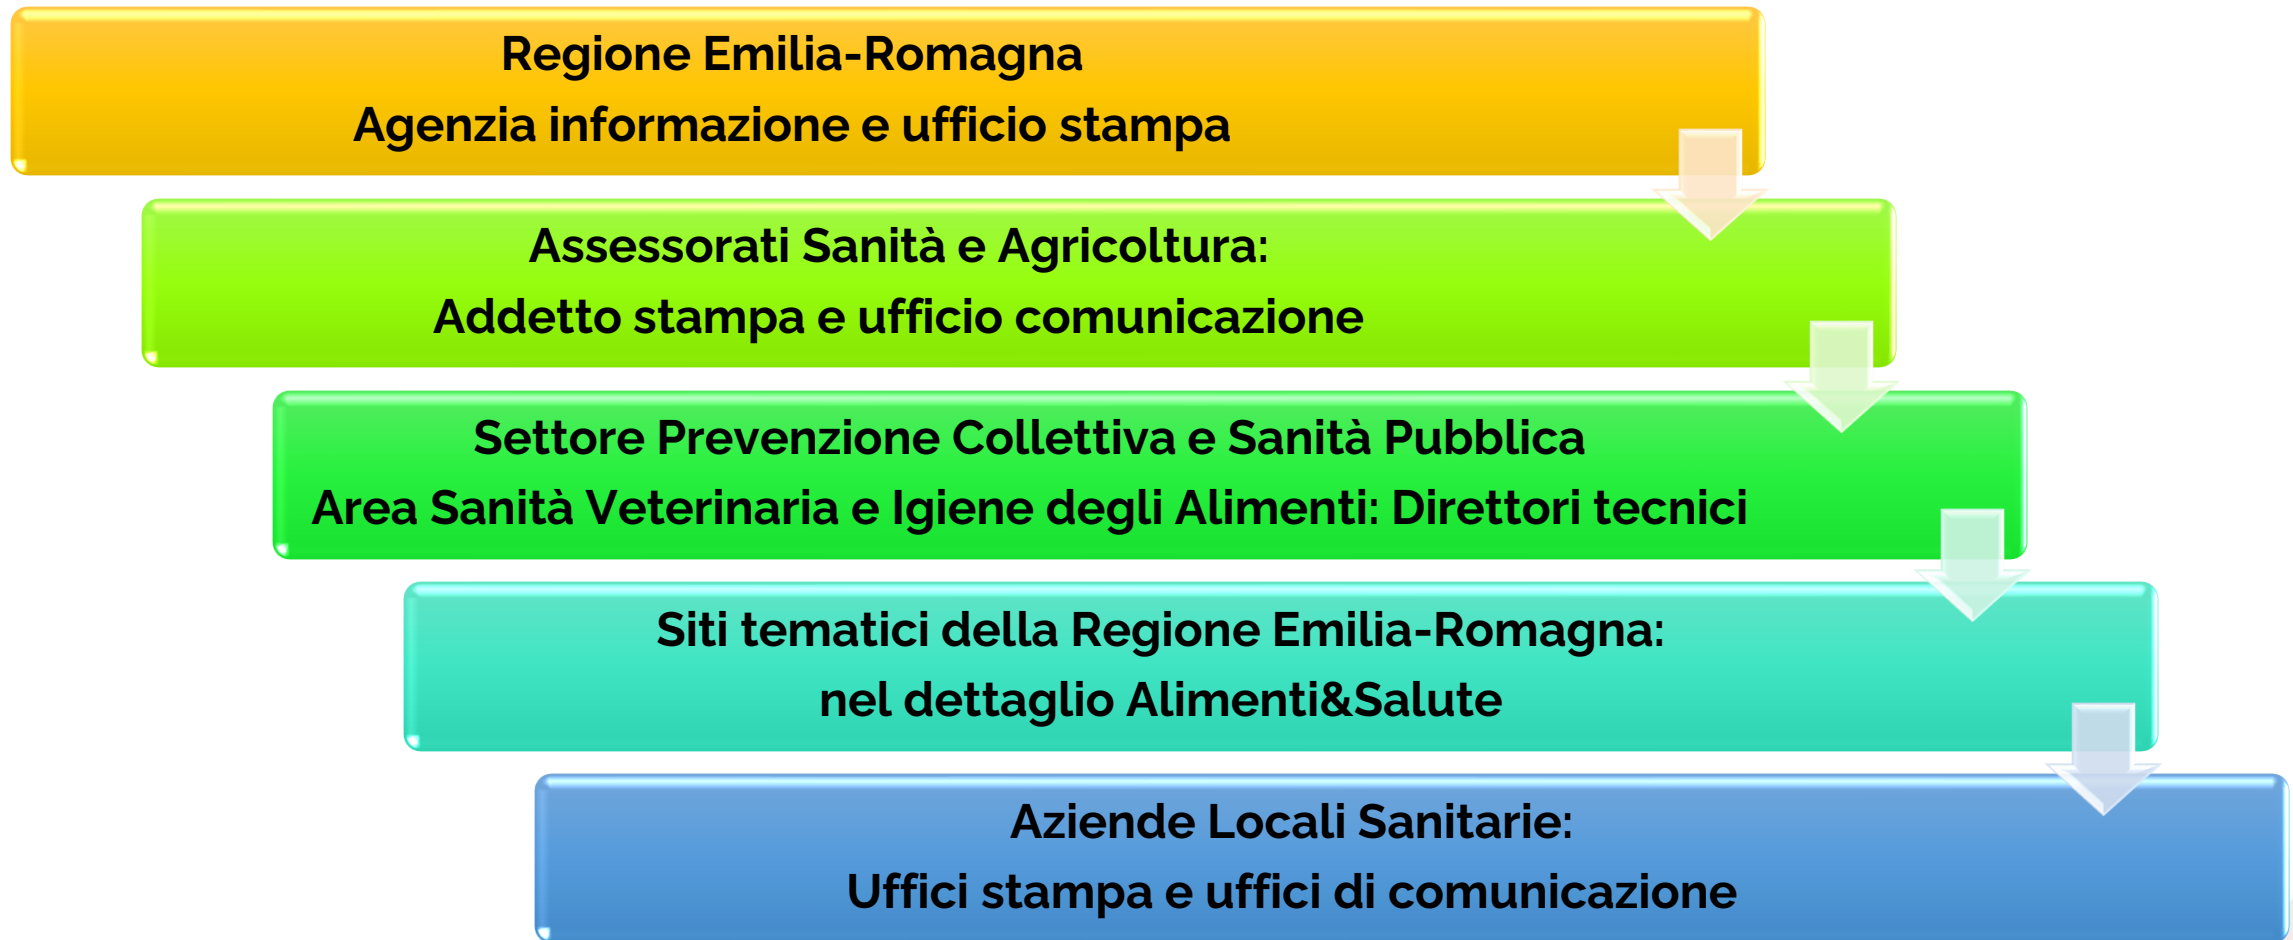 Regione Emilia-Romagna
Agenzia informazione e ufficio stampa
Assessorati Sanità e Agricoltura:
Addetto stampa e ufficio comunicazione
Settore Prevenzione Collettiva e Sanità Pubblica
Area Sanità Veterinaria e Igiene degli Alimenti: Direttori tecnici
Siti tematici della Regione Emilia-Romagna:
nel dettaglio Alimenti&Salute
Aziende Locali Sanitarie:
Uffici stampa e uffici di comunicazione